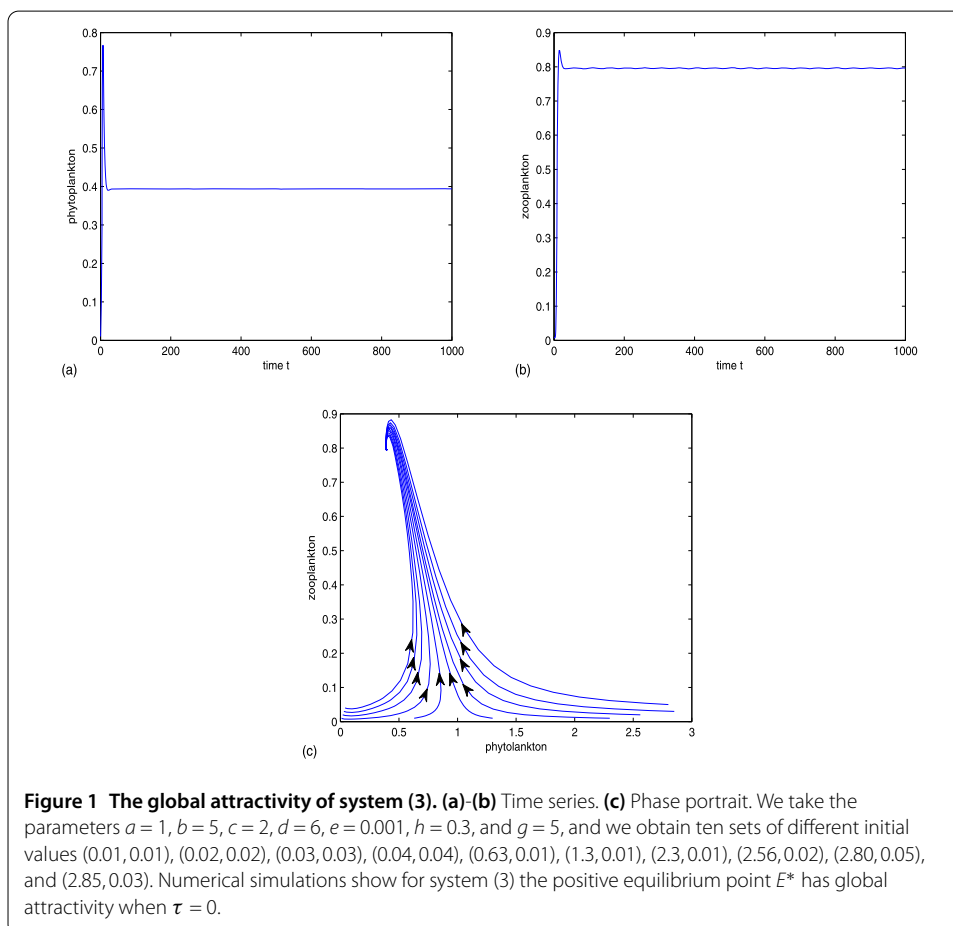 0.8
0.7
0.6
0.5
0.4
0.3
0.2
0.1
0
phytoplankton
0 200 400 600 800 1000
time t
(a)
0.9
0.8
0.7
0.6
0.5
0.4
0.3
0.2
0.1
0
zooplankton
0 200 400 600 800 1000
time t
(b)
0.9
0.8
0.7
0.6
0.5
0.4
0.3
0.2
0.1
0
zooplankton
0 0.5 1 1.5 2 2.5 3
phytolankton
(c)
Figure 1 The global attractivity of system (3). (a)-(b) Time series. (c) Phase portrait. We take the
parameters a = 1, b = 5, c = 2, d = 6, e = 0.001, h = 0.3, and g = 5, and we obtain ten sets of different initial
values (0.01, 0.01), (0.02, 0.02), (0.03, 0.03), (0.04, 0.04), (0.63, 0.01), (1.3, 0.01), (2.3, 0.01), (2.56, 0.02), (2.80, 0.05),
and (2.85, 0.03). Numerical simulations show for system (3) the positive equilibrium point E* has global
attractivity when τ = 0.